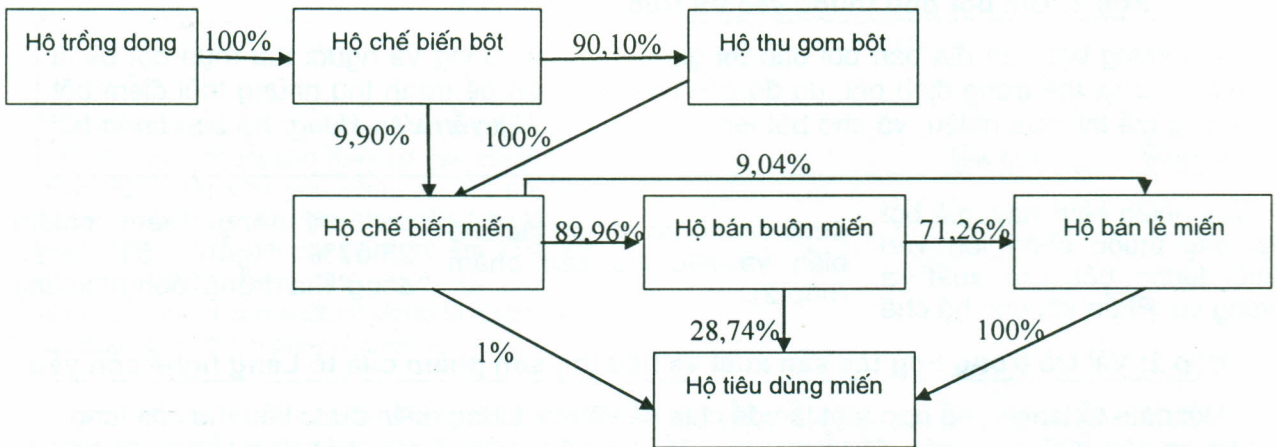 Hộ trồng dong
100%
Hộ chế biến bột
90,10%
Hộ thu gom bột
9,90%
100%
9,04%
Hộ chế biến miến
89,96%
Hộ bán buôn miến
71,26%
Hộ bán lẻ miến
1%
28,74%
100%
Hộ tiêu dùng miến